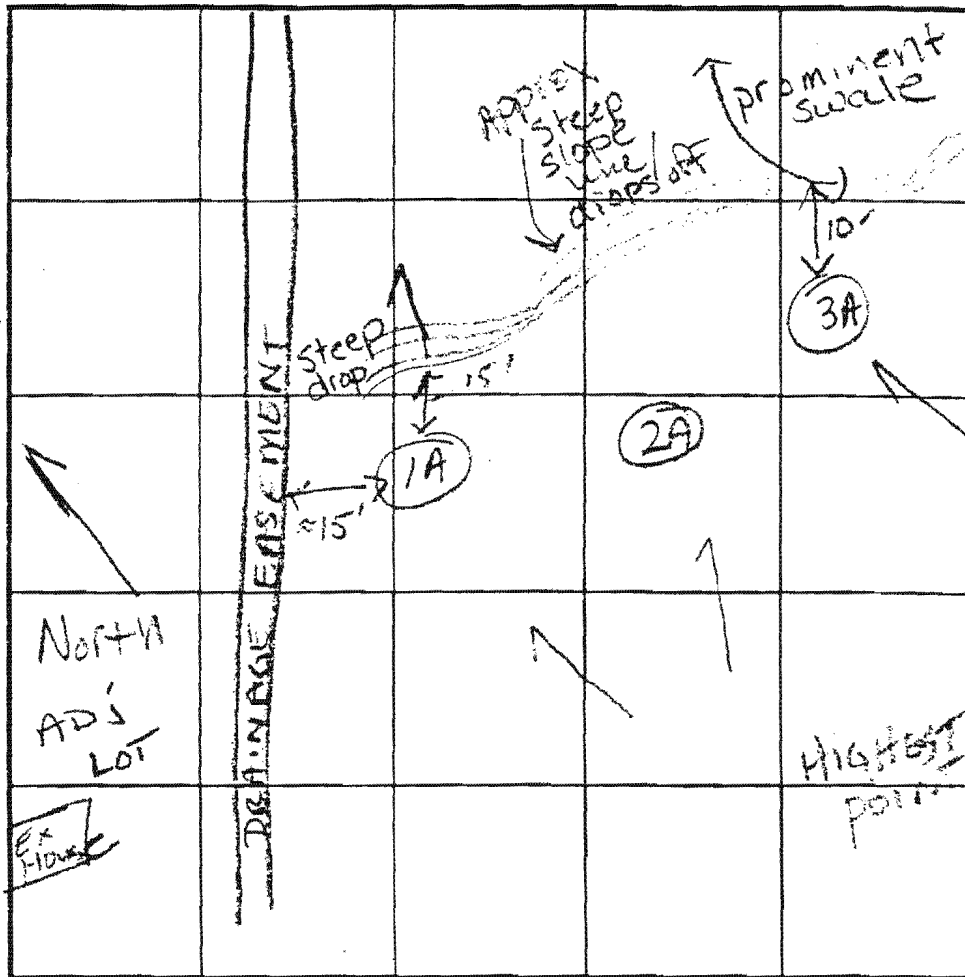 prominent
swale
Approx
steep
slope
line
drops off
10'
3A
steep
drop
15'
2A
1A
≈15'
DRAINAGE EASEMENT
North
ADJ
LOT
HIGHEST
point
Ex
House